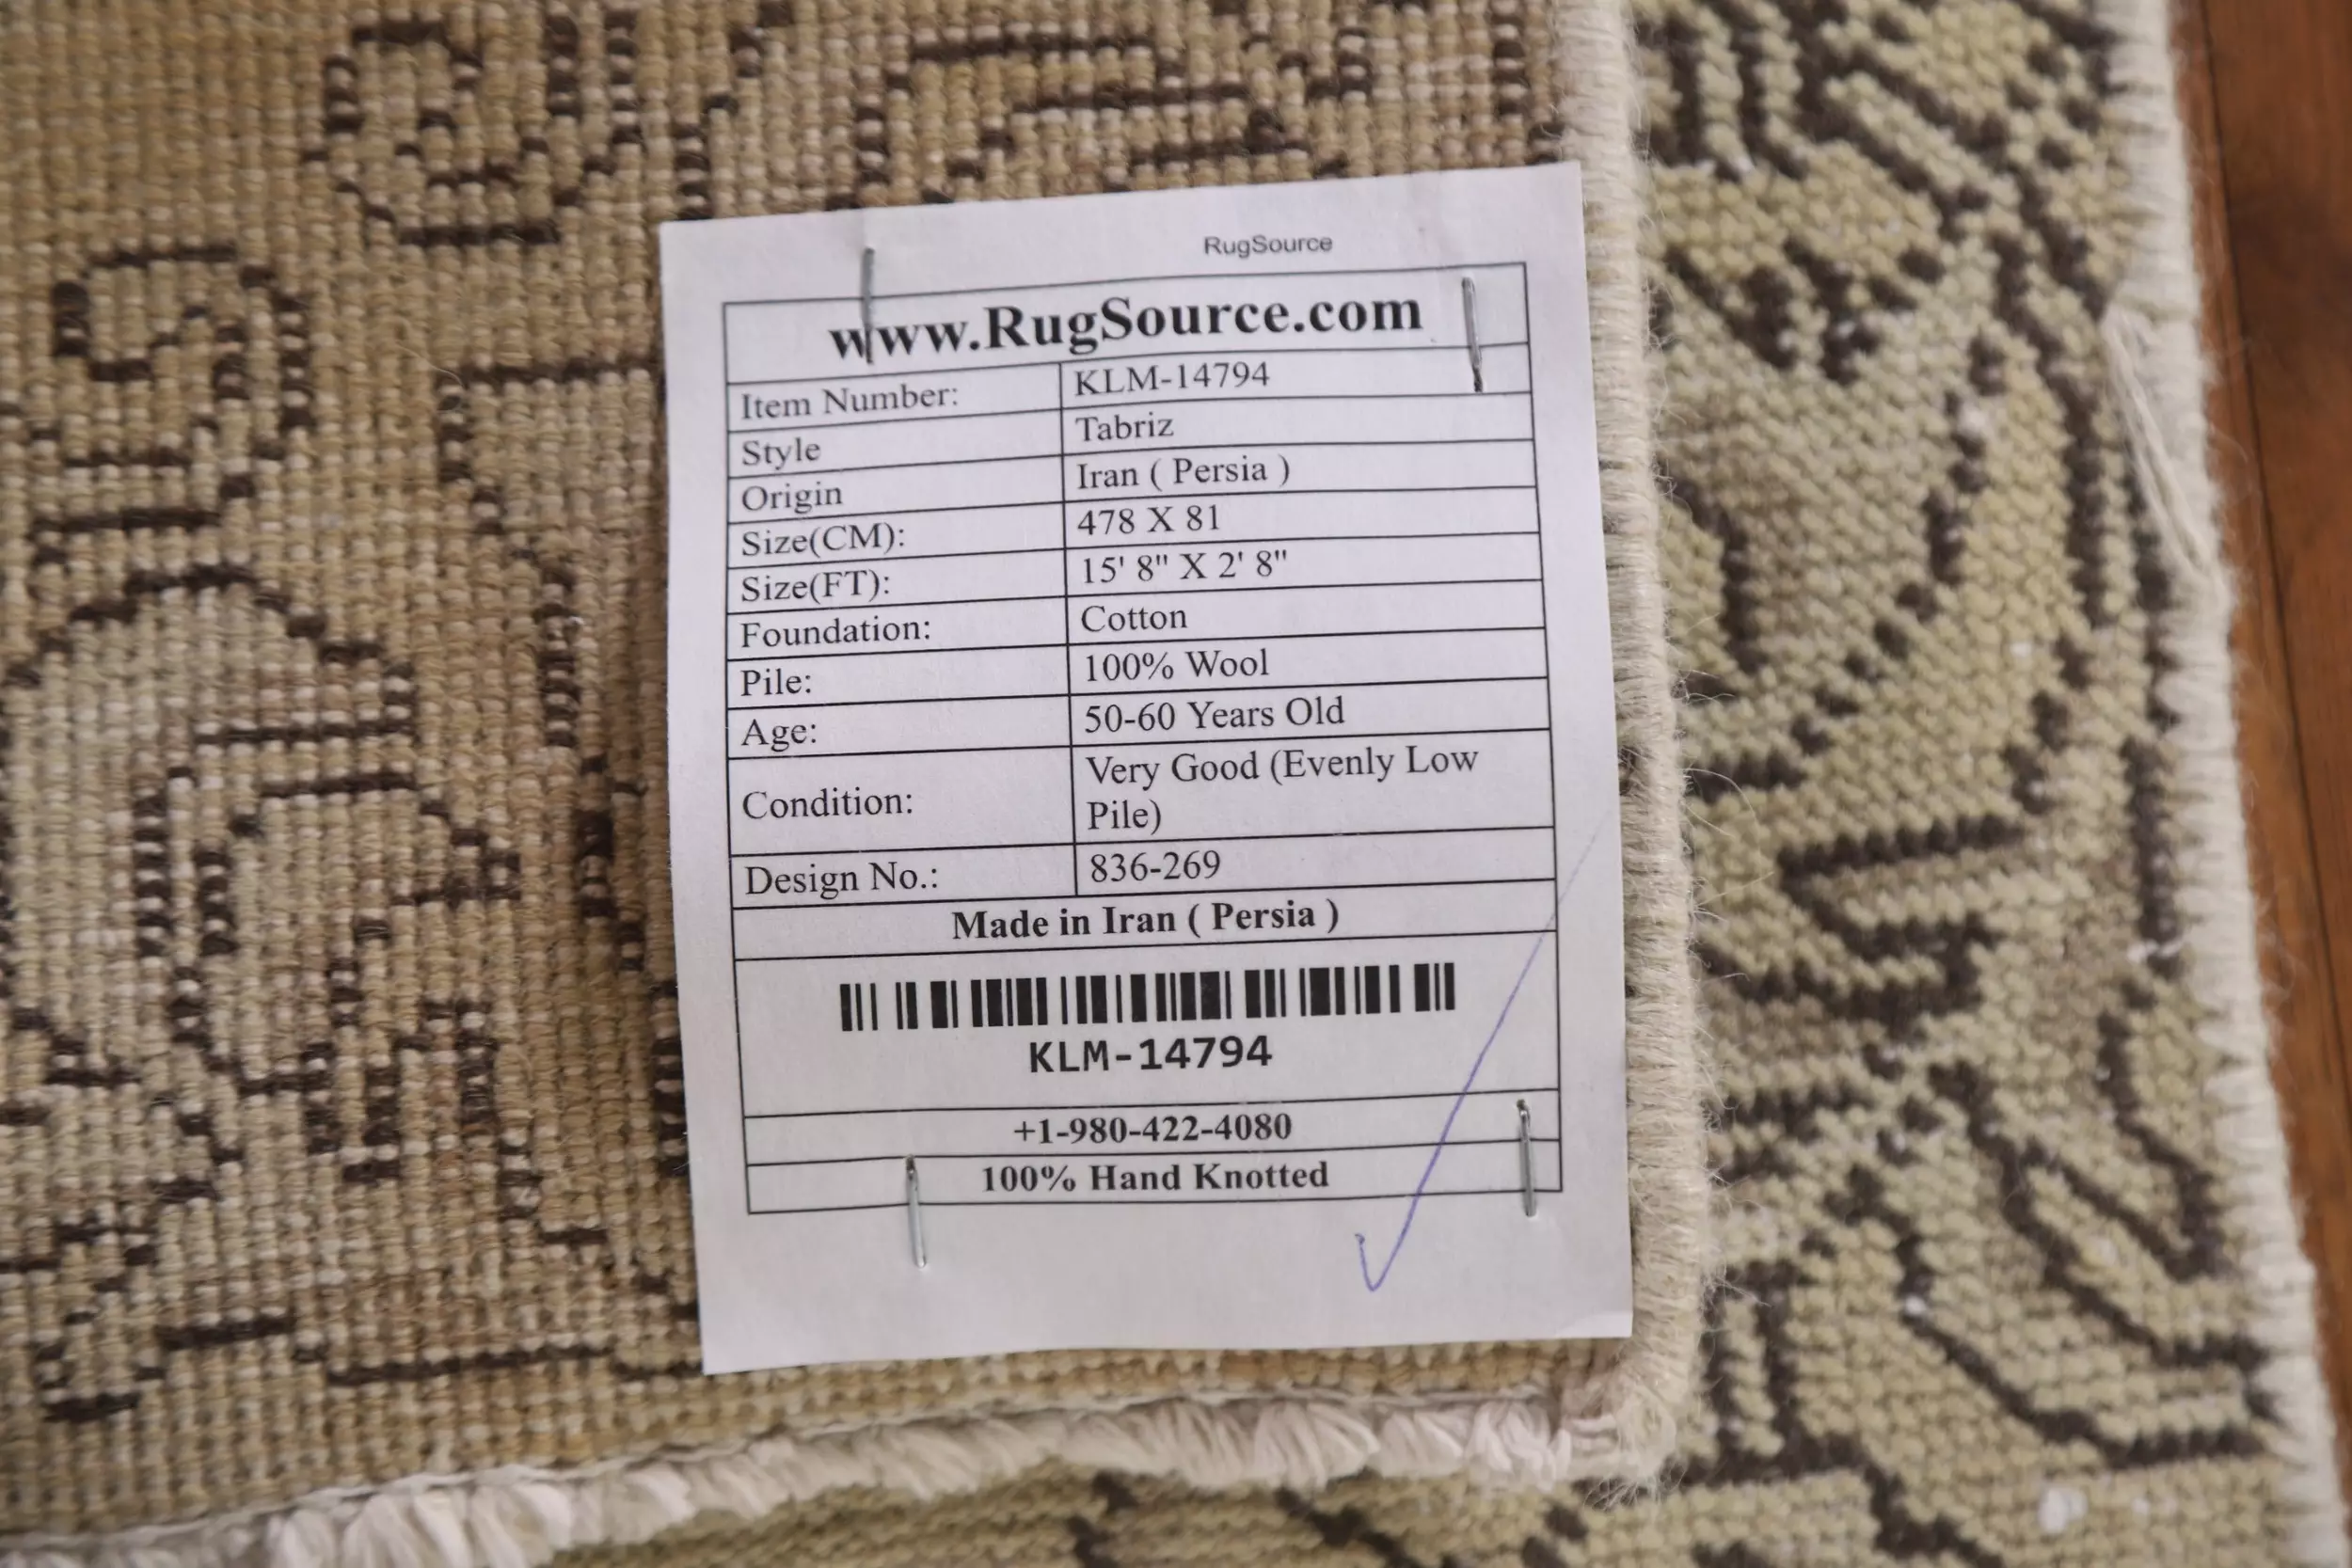 RugSource
www.RugSource.com
Item Number: KLM-14794
Style Tabriz
Origin Iran ( Persia )
Size(CM): 478 X 81
Size(FT): 15' 8" X 2' 8"
Foundation: Cotton
Pile: 100% Wool
Age: 50-60 Years Old
Condition: Very Good (Evenly Low
Pile)
Design No.: 836-269
Made in Iran ( Persia )
KLM-14794
+1-980-422-4080
100% Hand Knotted